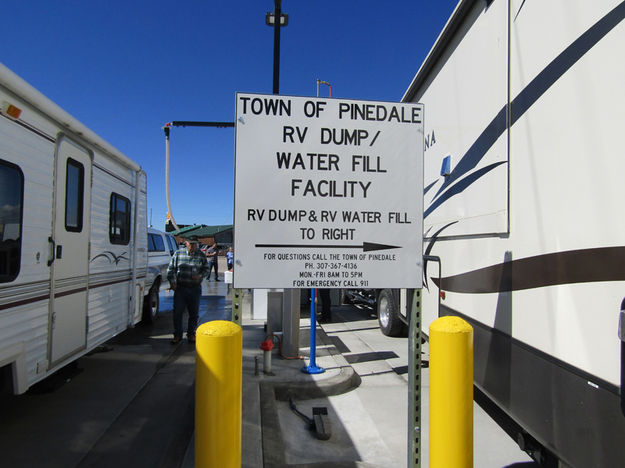 TOWN OF PINEDALE
RV DUMP/
WATER FILL
FACILITY
RV DUMP & RV WATER FILL
TO RIGHT
FOR QUESTIONS CALL THE TOWN OF PINEDALE
PH. 307-367-4136
MON.-FRI 8AM TO 5PM
FOR EMERGENCY CALL 911
NA